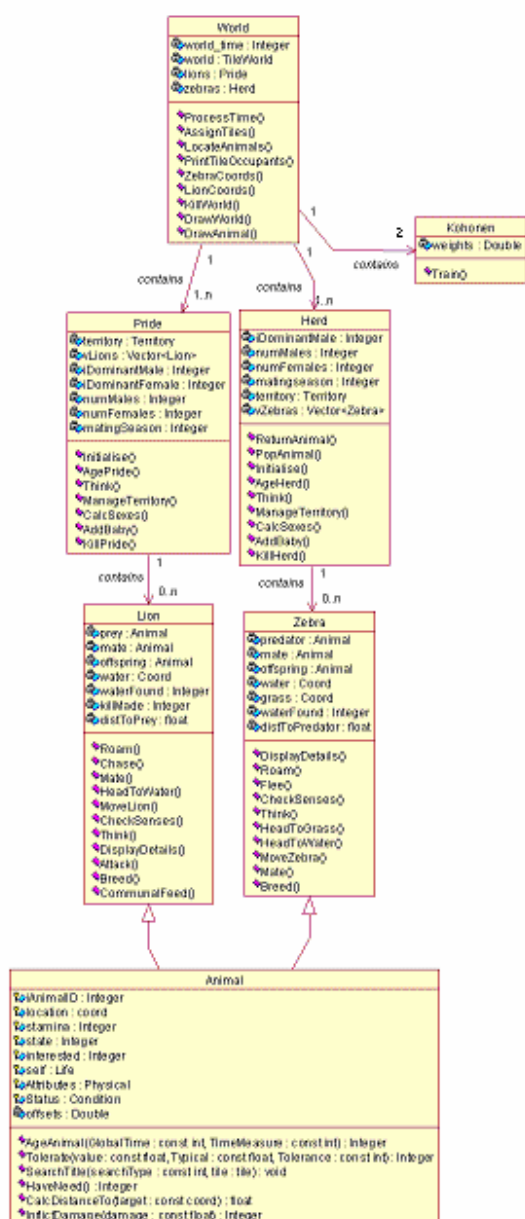 World
world_time : Integer
world : TileWorld
lions : Pride
zebras : Herd
ProcessTime()
AssignTiles()
LocateAnimals()
PrintTileOccupants()
ZebraCoords()
LionCoords()
KillWorld()
DrawWorld()
DrawAnimal()
1
2
contains
Kohonen
weights : Double
Train()
1
contains
1..n
1
contains
1..n
Pride
territory : Territory
vLions : Vector<Lion>
iDominantMale : Integer
iDominantFemale : Integer
numMales : Integer
numFemales : Integer
matingSeason : Integer
Initialise()
AgePride()
Think()
ManageTerritory()
CalcSexes()
AddBaby()
KillPride()
Herd
iDominantMale : Integer
numMales : Integer
numFemales : Integer
matingseason : Integer
territory : Territory
vZebras : Vector<Zebra>
ReturnAnimal()
PopAnimal()
Initialise()
AgeHerd()
Think()
ManageTerritory()
CalcSexes()
AddBaby()
KillHerd()
1
contains
0..n
1
contains
0..n
Lion
prey : Animal
mate : Animal
offspring : Animal
water : Coord
waterFound : Integer
killMade : Integer
distToPrey : float
Roam()
Chase()
Mate()
HeadToWater()
MoveLion()
CheckSenses()
Think()
DisplayDetails()
Attack()
Breed()
CommunalFeed()
Zebra
predator : Animal
mate : Animal
offspring : Animal
water : Coord
grass : Coord
waterFound : Integer
distToPredator : float
DisplayDetails()
Roam()
Flee()
CheckSenses()
Think()
HeadToGrass()
HeadToWater()
MoveZebra()
Mate()
Breed()
Animal
iAnimalID : Integer
location : coord
stamina : Integer
state : Integer
interested : Integer
self : Life
Attributes : Physical
Status : Condition
offsets : Double
AgeAnimal(GlobalTime : const int, TimeMeasure : const int) : Integer
Tolerate(value : const float, Typical : const float, Tolerance : const int) : Integer
SearchTitle(searchType : const int, tile : tile) : void
HaveNeed() : Integer
CalcDistanceTo(target : const coord) : float
InflictDamage(damage : const float) : Integer